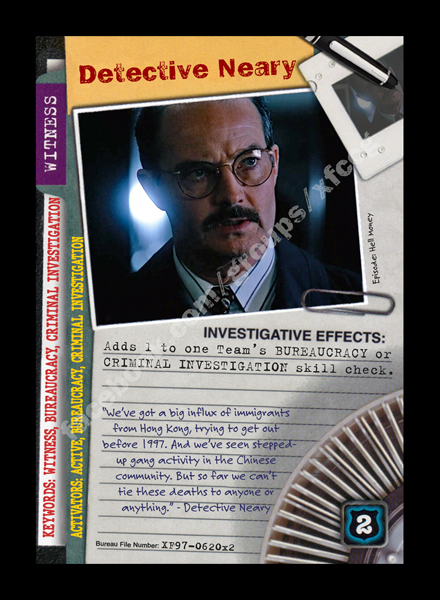 Detective Neary
WITNESS
KEYWORDS: WITNESS, BUREAUCRACY, CRIMINAL INVESTIGATION
ACTIVATORS: ACTIVE, BUREAUCRACY, CRIMINAL INVESTIGATION
Episode: Hell Money
INVESTIGATIVE EFFECTS:
Adds 1 to one Team's BUREAUCRACY or
CRIMINAL INVESTIGATION skill check.
"We've got a big influx of immigrants
from Hong Kong, trying to get out
before 1997. And we've seen stepped-
up gang activity in the Chinese
community. But so far we can't
tie these deaths to anyone or
anything." - Detective Neary
2
Bureau File Number: XF97-0620x2